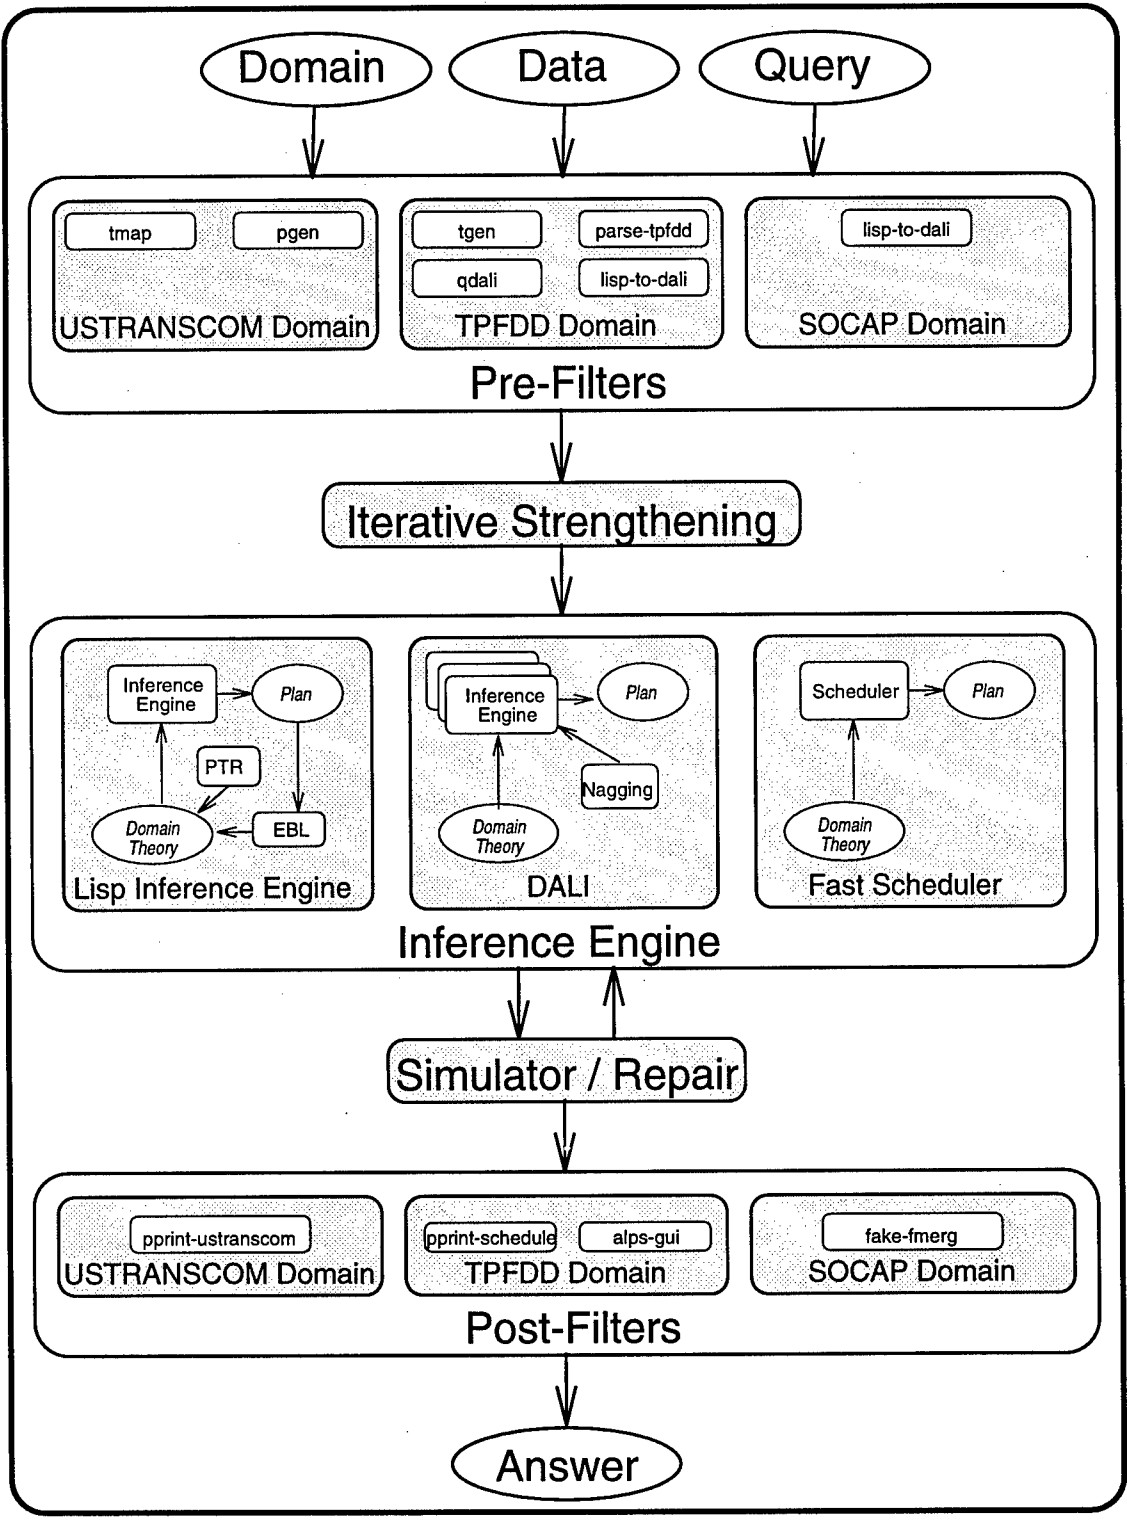 Domain
Data
Query
tmap
pgen
USTRANSCOM Domain
tgen
parse-tpfdd
qdali
lisp-to-dali
TPFDD Domain
lisp-to-dali
SOCAP Domain
Pre-Filters
Iterative Strengthening
Inference
Engine
Plan
PTR
Domain
Theory
EBL
Lisp Inference Engine
Inference
Engine
Plan
Nagging
Domain
Theory
DALI
Scheduler
Plan
Domain
Theory
Fast Scheduler
Inference Engine
Simulator / Repair
pprint-ustranscom
USTRANSCOM Domain
pprint-schedule
alps-gui
TPFDD Domain
fake-fmerg
SOCAP Domain
Post-Filters
Answer